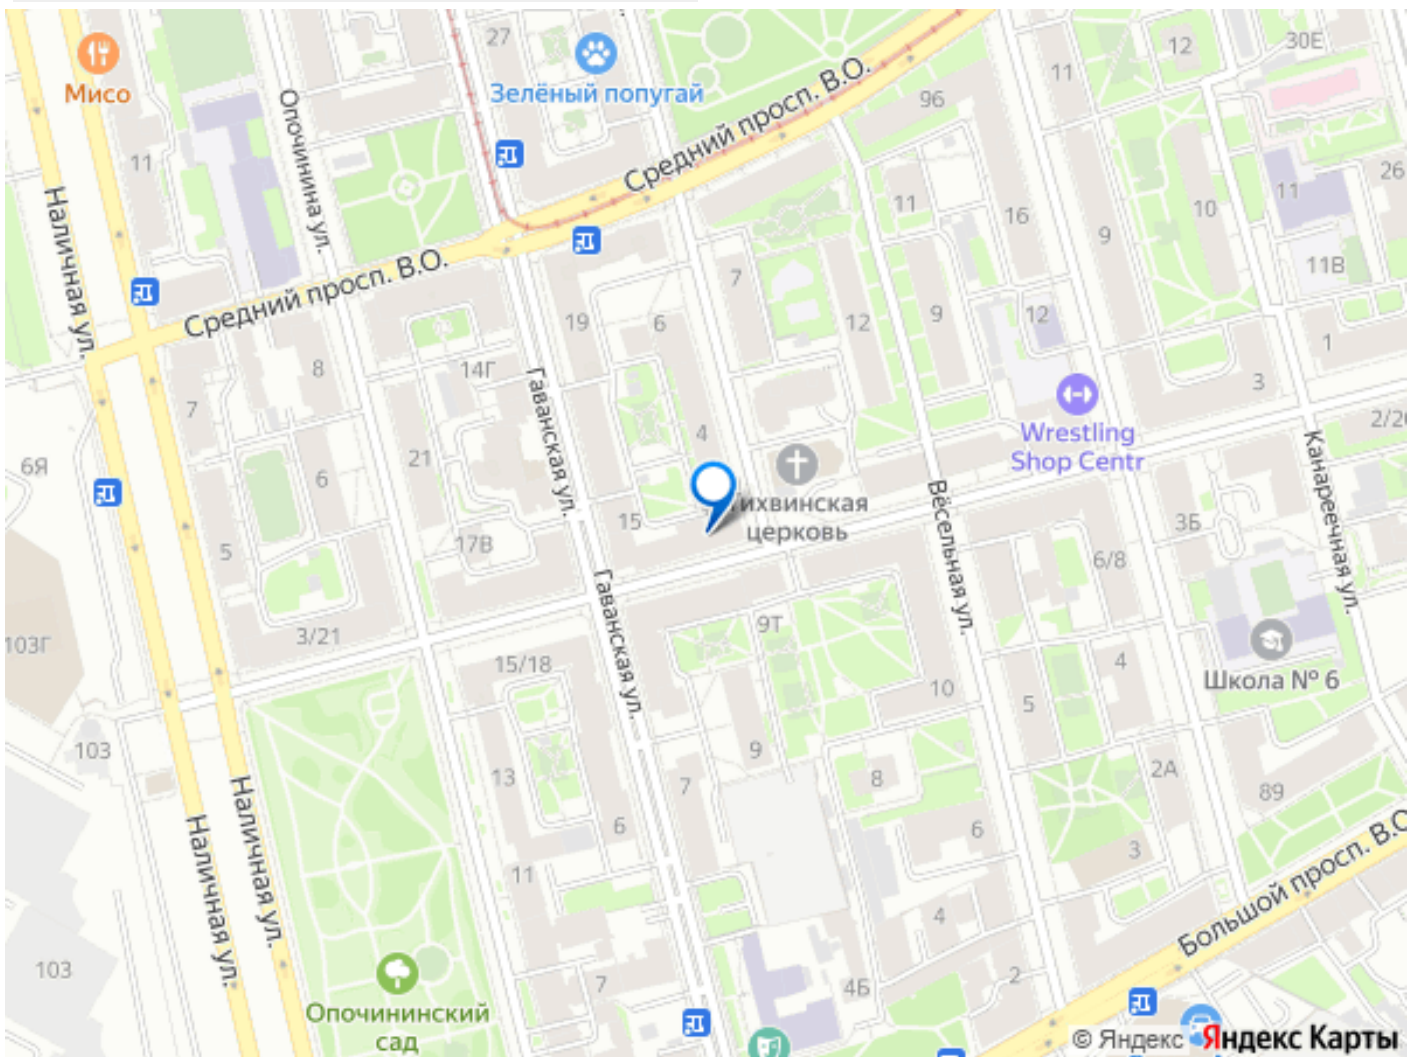 27
Зелёный попугай
12
30Е
Мисо
11
Средний просп. В.О.
96
11
Опочинина ул.
11
26
Наличная ул.
11
16
10
9
11В
7
Средний просп. В.О.
19
6
12
9
12
1
8
14Г
3
7
Гаванская ул.
4
Wrestling
Shop Centr
2/2
6Я
21
6
Канареечная ул.
15
Тихвинская
церковь
Вёсельная ул.
3Б
5
17В
6/8
Гаванская ул.
3/21
9Т
103Г
15/18
4
Школа № 6
10
5
103
13
9
7
8
2А
89
Наличная ул.
Наличная ул.
6
6
3
11
Большой просп. В.О
4
103
7
4Б
2
Опочининский
сад
© Яндекс
Яндекс Карты